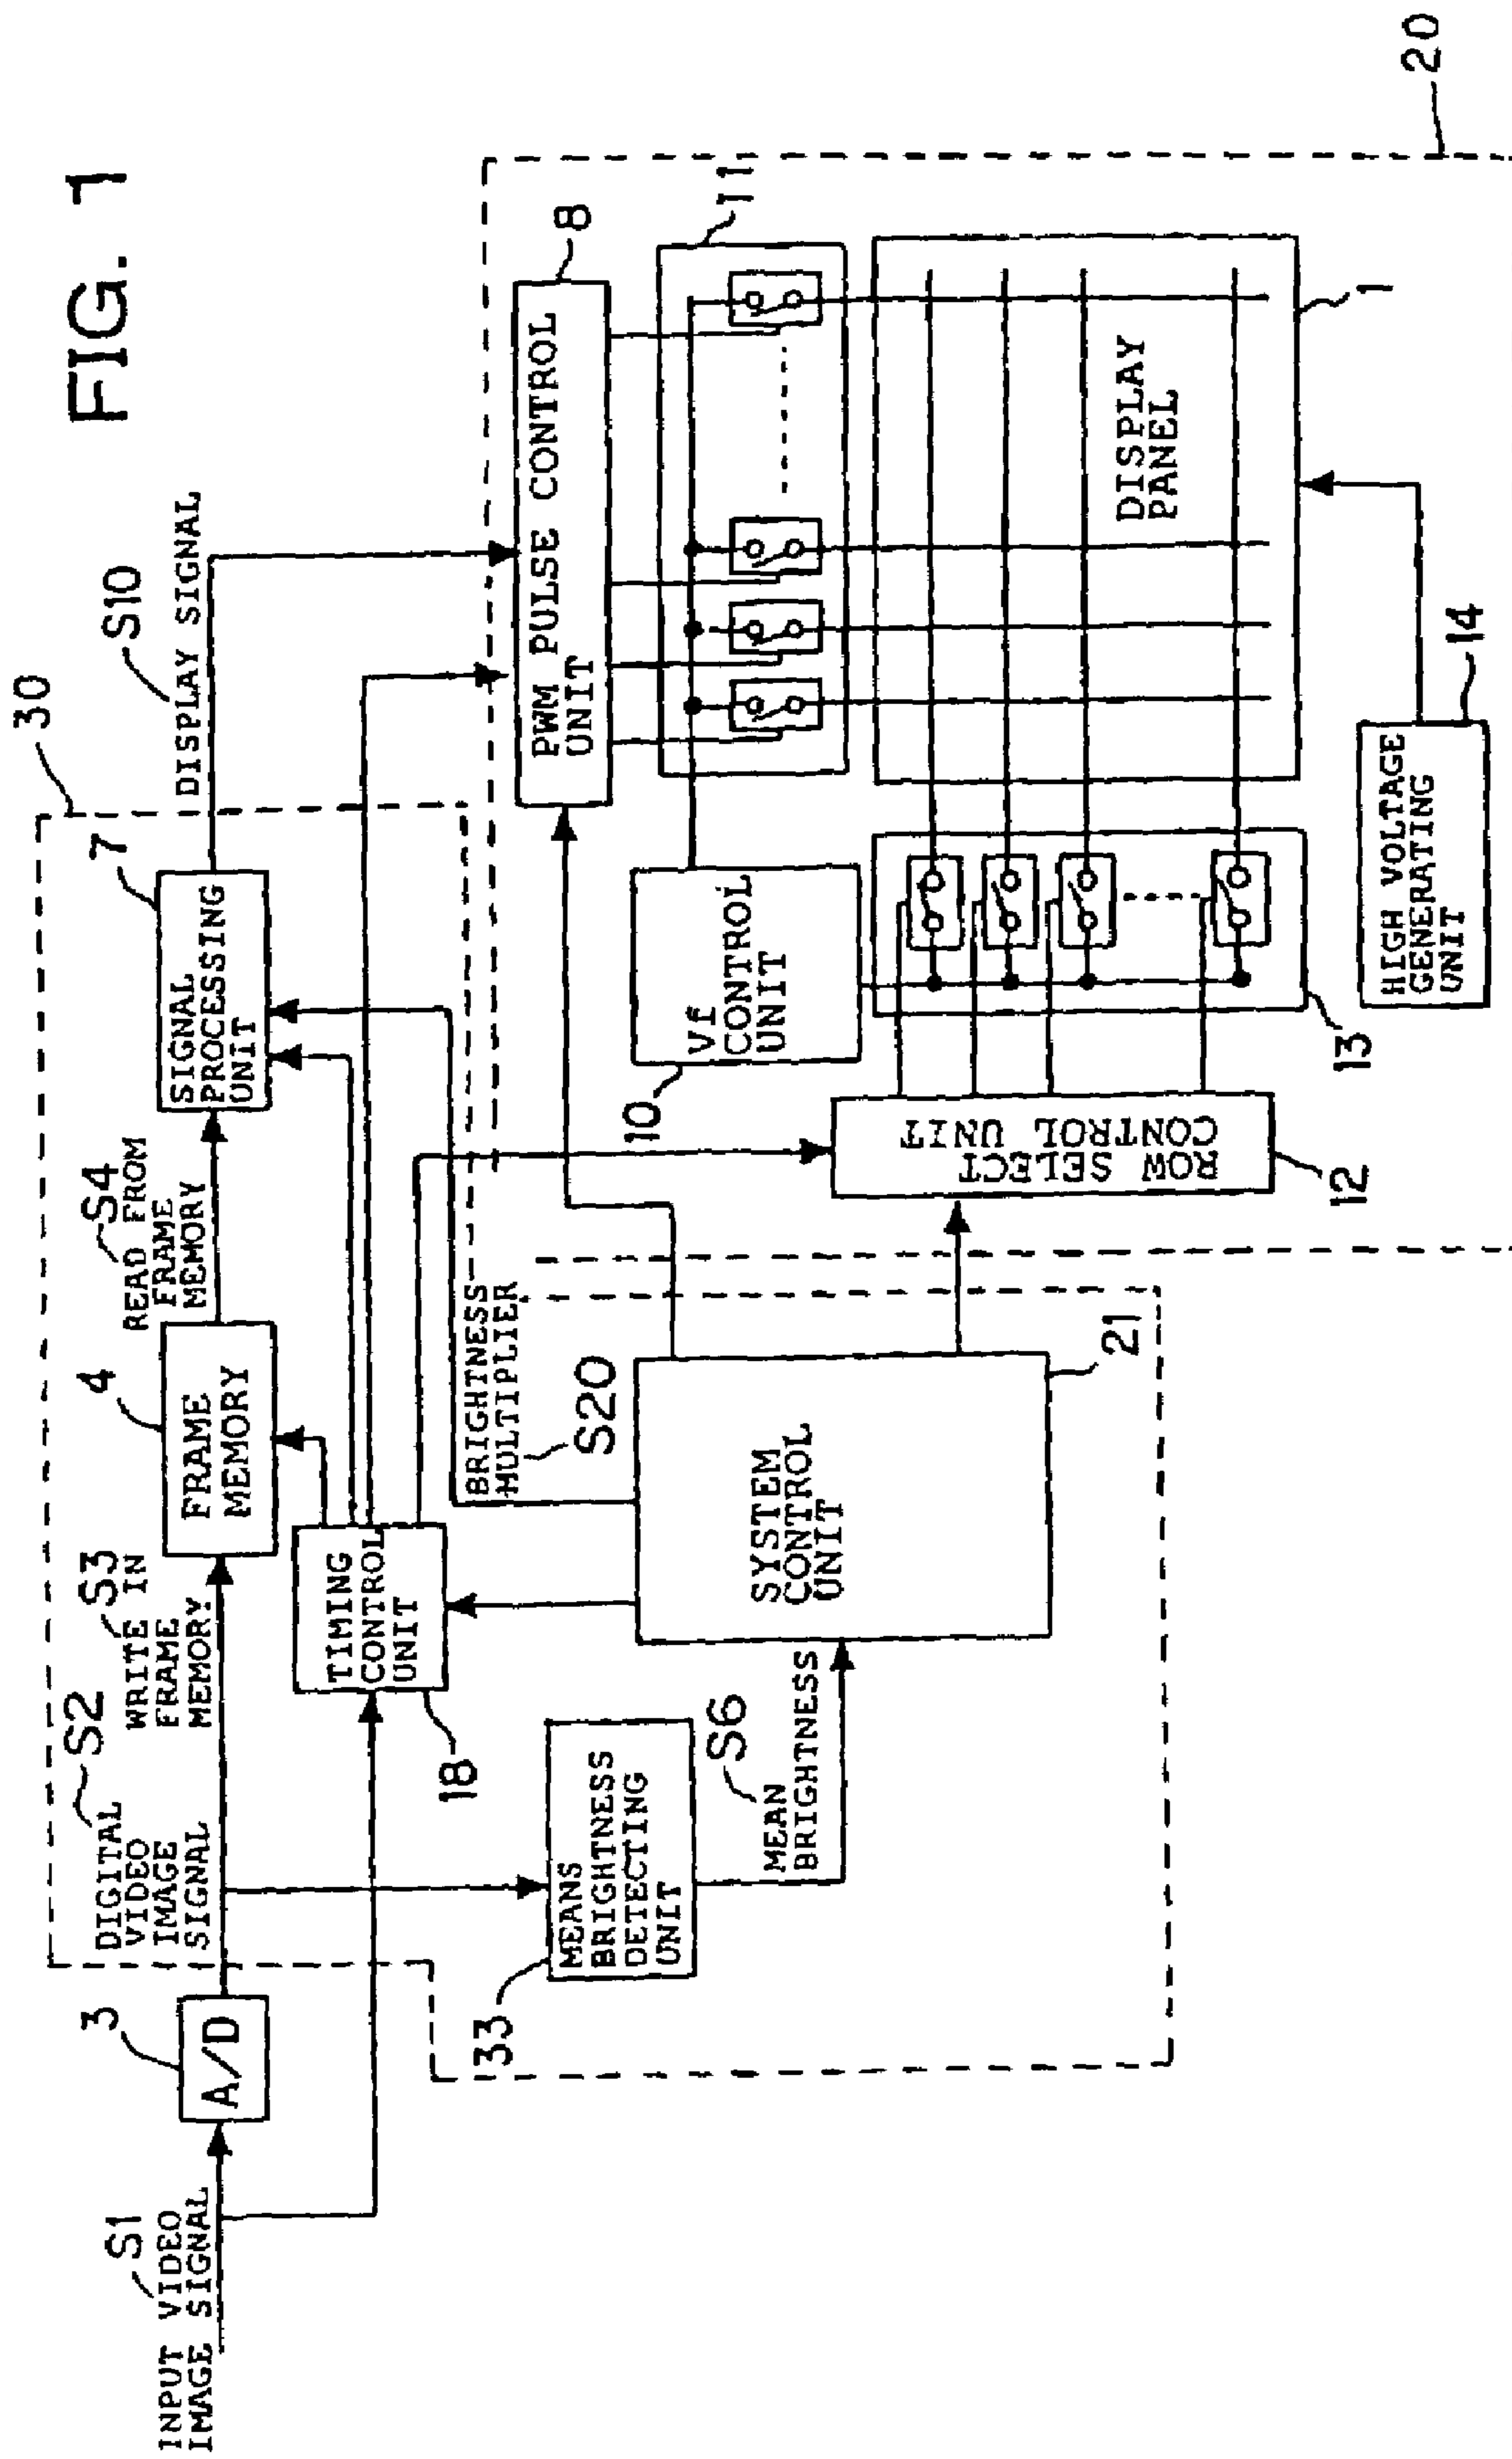 FIG. 1
30
S10
DISPLAY SIGNAL
S1
INPUT VIDEO
IMAGE SIGNAL
3
A/D
S2
DIGITAL
VIDEO
IMAGE
SIGNAL
S3
WRITE IN
FRAME
MEMORY
4
FRAME
MEMORY
S4
READ FROM
FRAME
MEMORY
7
SIGNAL
PROCESSING
UNIT
TIMING
CONTROL
UNIT
18
33
MEANS
BRIGHTNESS
DETECTING
UNIT
S6
MEAN
BRIGHTNESS
BRIGHTNESS
MULTIPLIER
S20
SYSTEM
CONTROL
UNIT
21
PWM PULSE CONTROL
UNIT
8
11
Vf
CONTROL
UNIT
10
ROW SELECT
CONTROL UNIT
12
13
DISPLAY
PANEL
1
HIGH VOLTAGE
GENERATING
UNIT
14
20